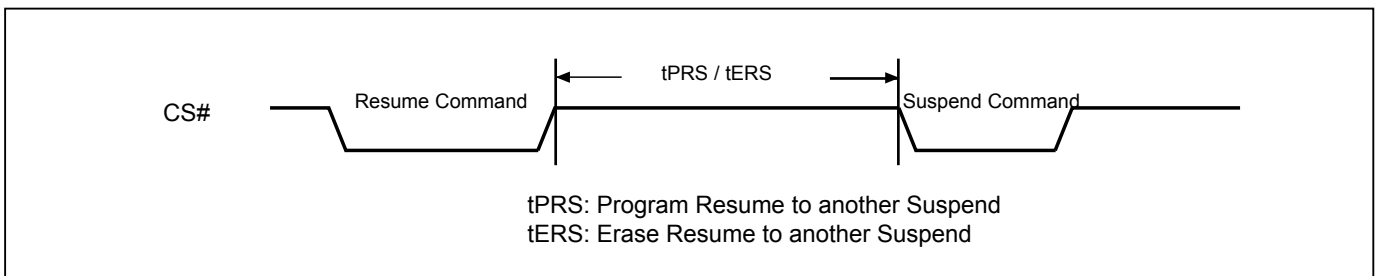 tPRS / tERS
CS#
Resume Command
Suspend Command
tPRS: Program Resume to another Suspend
tERS: Erase Resume to another Suspend